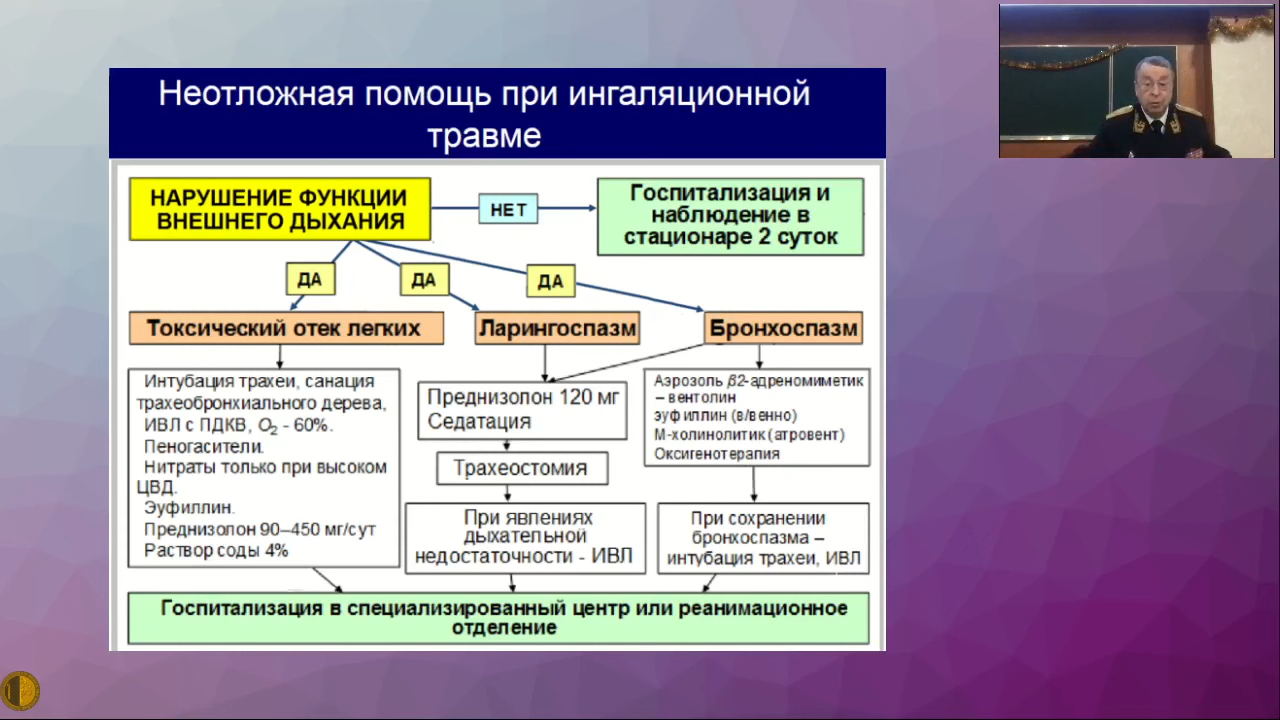 Неотложная помощь при ингаляционной
травме
НАРУШЕНИЕ ФУНКЦИИ
ВНЕШНЕГО ДЫХАНИЯ
НЕТ
Госпитализация и
наблюдение в
стационаре 2 суток
ДА
ДА
ДА
Токсический отек легких
Ларингоспазм
Бронхоспазм
Интубация трахеи, санация
трахеобронхиального дерева,
ИВЛ с ПДКВ, O₂ - 60%.
Пеногасители.
Нитраты только при высоком
ЦВД.
Эуфиллин.
Преднизолон 90–450 мг/сут
Раствор соды 4%
Преднизолон 120 мг
Седатация
Трахеостомия
При явлениях
дыхательной
недостаточности - ИВЛ
Аэрозоль β2-адреномиметик
– вентолин
эуфиллин (в/венно)
М-холинолитик (атровент)
Оксигенотерапия
При сохранении
бронхоспазма –
интубация трахеи, ИВЛ
Госпитализация в специализированный центр или реанимационное
отделение